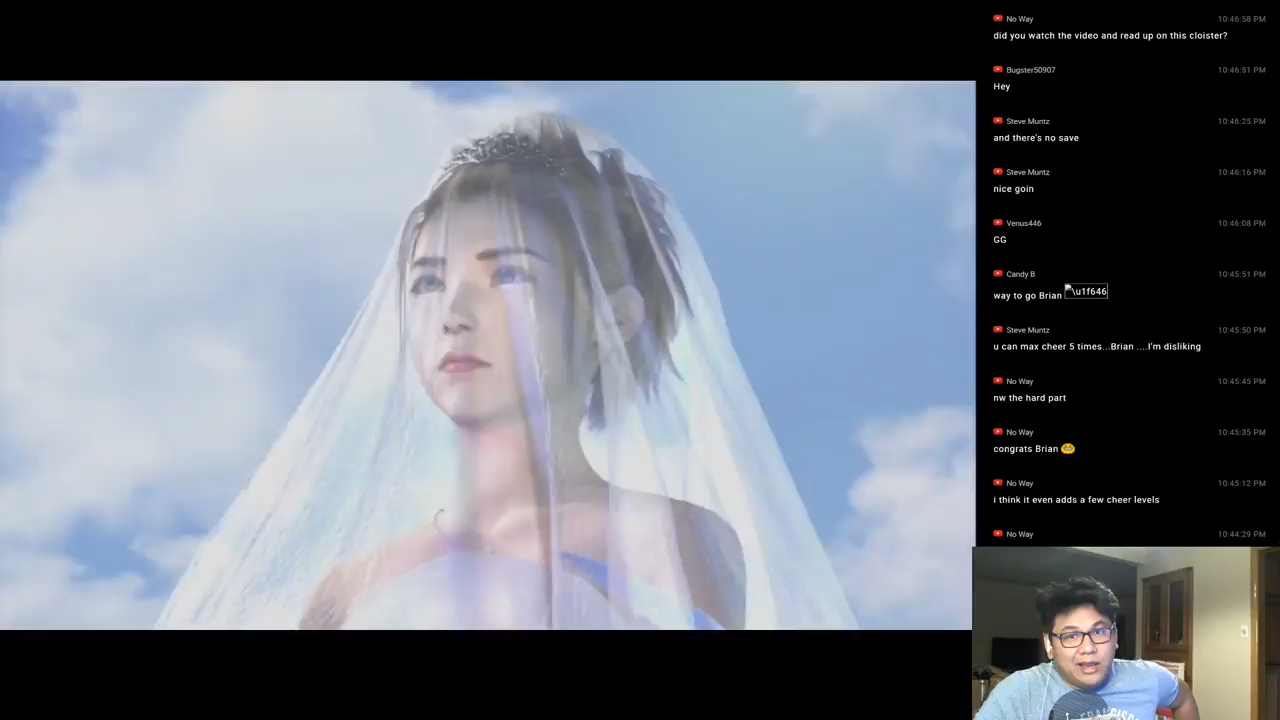 No Way 10:46:58 PM
did you watch the video and read up on this cloister?
Bugster50907 10:46:51 PM
Hey
Steve Muntz 10:46:25 PM
and there's no save
Steve Muntz 10:46:16 PM
nice goin
Venus446 10:46:08 PM
GG
Candy B 10:45:51 PM
way to go Brian \u1f646
Steve Muntz 10:45:50 PM
u can max cheer 5 times...Brian ....I'm disliking
No Way 10:45:45 PM
nw the hard part
No Way 10:45:35 PM
congrats Brian
No Way 10:45:12 PM
i think it even adds a few cheer levels
No Way 10:44:29 PM